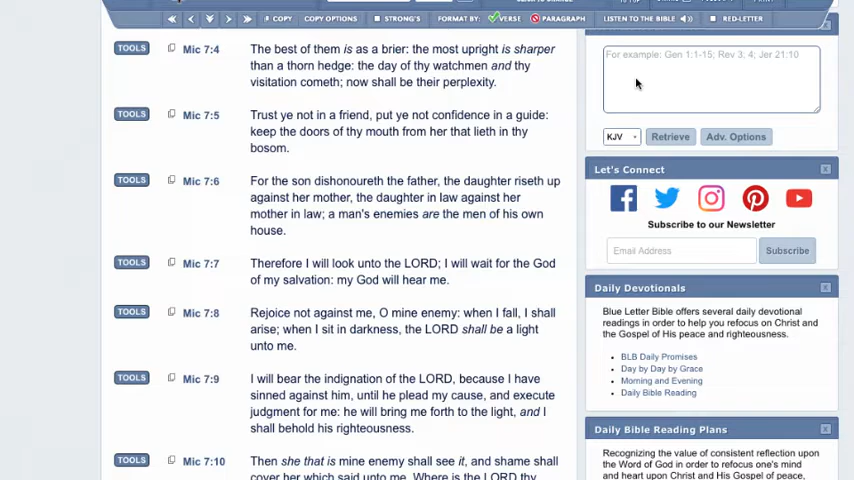 COPY COPY OPTIONS STRONG'S FORMAT BY: VERSE PARAGRAPH LISTEN TO THE BIBLE RED-LETTER
TOOLS Mic 7:4 The best of them is as a brier: the most upright is sharper
than a thorn hedge: the day of thy watchmen and thy
visitation cometh; now shall be their perplexity.
TOOLS Mic 7:5 Trust ye not in a friend, put ye not confidence in a guide:
keep the doors of thy mouth from her that lieth in thy
bosom.
TOOLS Mic 7:6 For the son dishonoureth the father, the daughter riseth up
against her mother, the daughter in law against her
mother in law; a man's enemies are the men of his own
house.
TOOLS Mic 7:7 Therefore I will look unto the LORD; I will wait for the God
of my salvation: my God will hear me.
TOOLS Mic 7:8 Rejoice not against me, O mine enemy: when I fall, I shall
arise; when I sit in darkness, the LORD shall be a light
unto me.
TOOLS Mic 7:9 I will bear the indignation of the LORD, because I have
sinned against him, until he plead my cause, and execute
judgment for me: he will bring me forth to the light, and I
shall behold his righteousness.
TOOLS Mic 7:10 Then she that is mine enemy shall see it, and shame shall
cover her which said unto me, Where is the LORD thy
For example: Gen 1:1-15; Rev 3, 4; Jer 21:10
KJV Retrieve Adv. Options
Let's Connect X
Subscribe to our Newsletter
Email Address Subscribe
Daily Devotionals X
Blue Letter Bible offers several daily devotional
readings in order to help you refocus on Christ and
the Gospel of His peace and righteousness.
BLB Daily Promises
Day by Day by Grace
Morning and Evening
Daily Bible Reading
Daily Bible Reading Plans X
Recognizing the value of consistent reflection upon
the Word of God in order to refocus one's mind
and heart upon Christ and His Gospel of peace, we